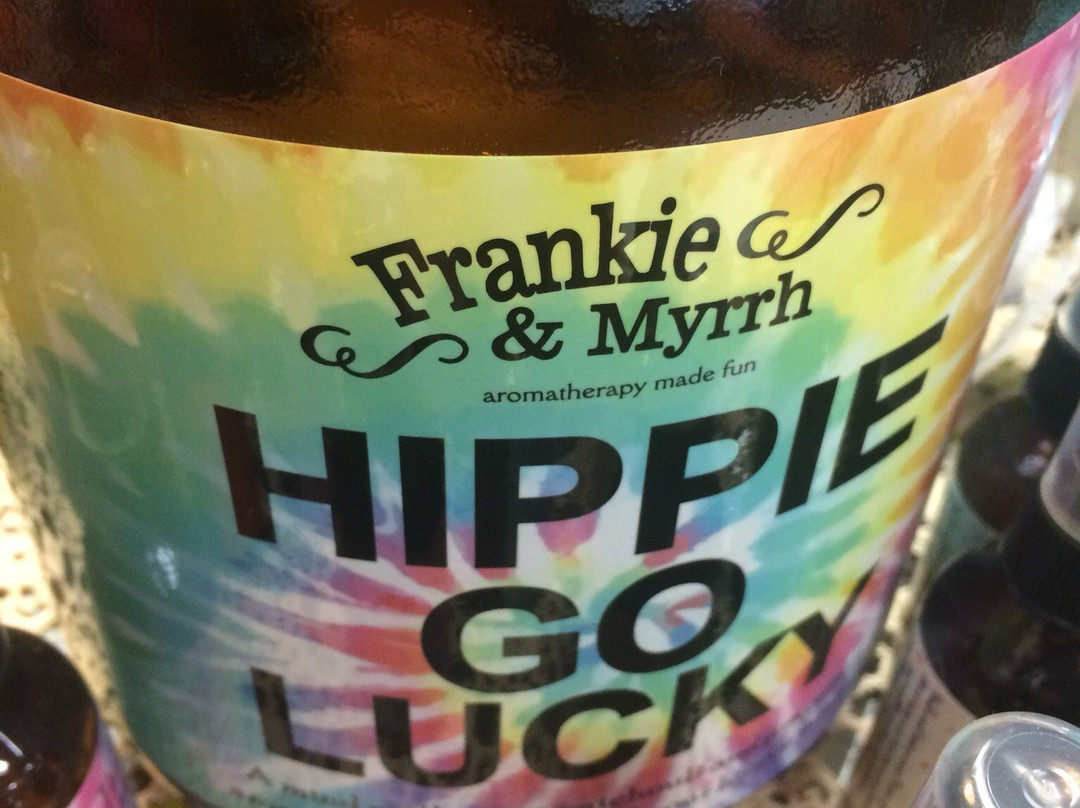 Frankie
& Myrrh
aromatherapy made fun
HIPPIE
GO
LUCKY